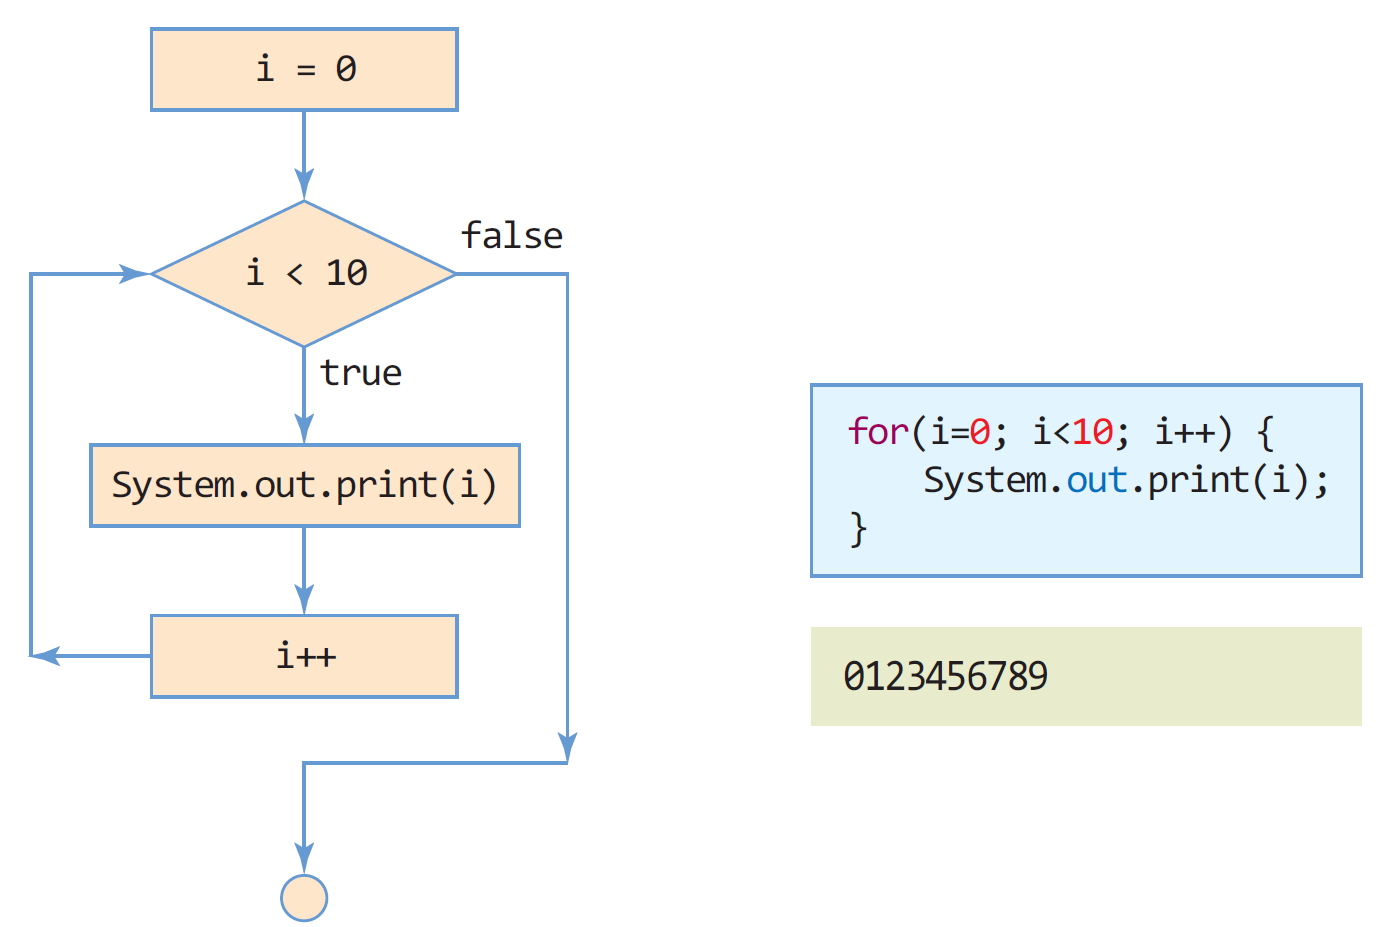 i = 0
false
i < 10
true
System.out.print(i)
i++
for(i=0; i<10; i++) {
System.out.print(i);
}
0123456789